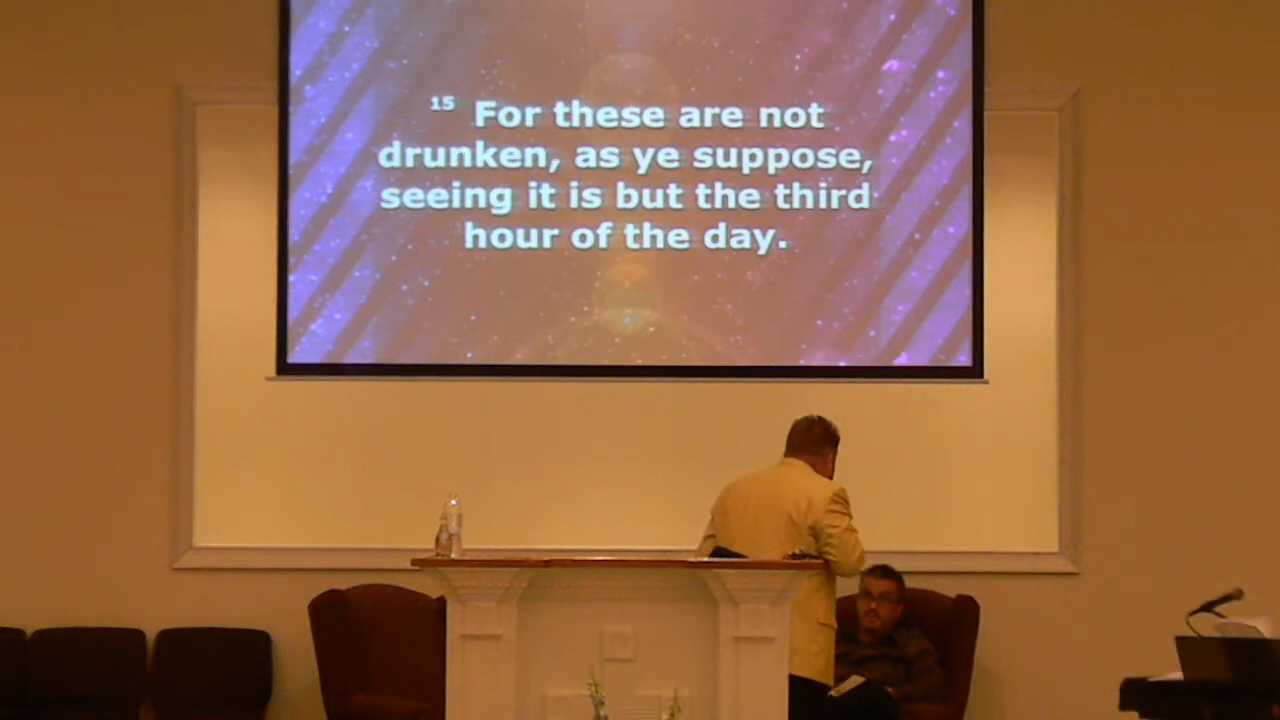 15 For these are not
drunken, as ye suppose,
seeing it is but the third
hour of the day.